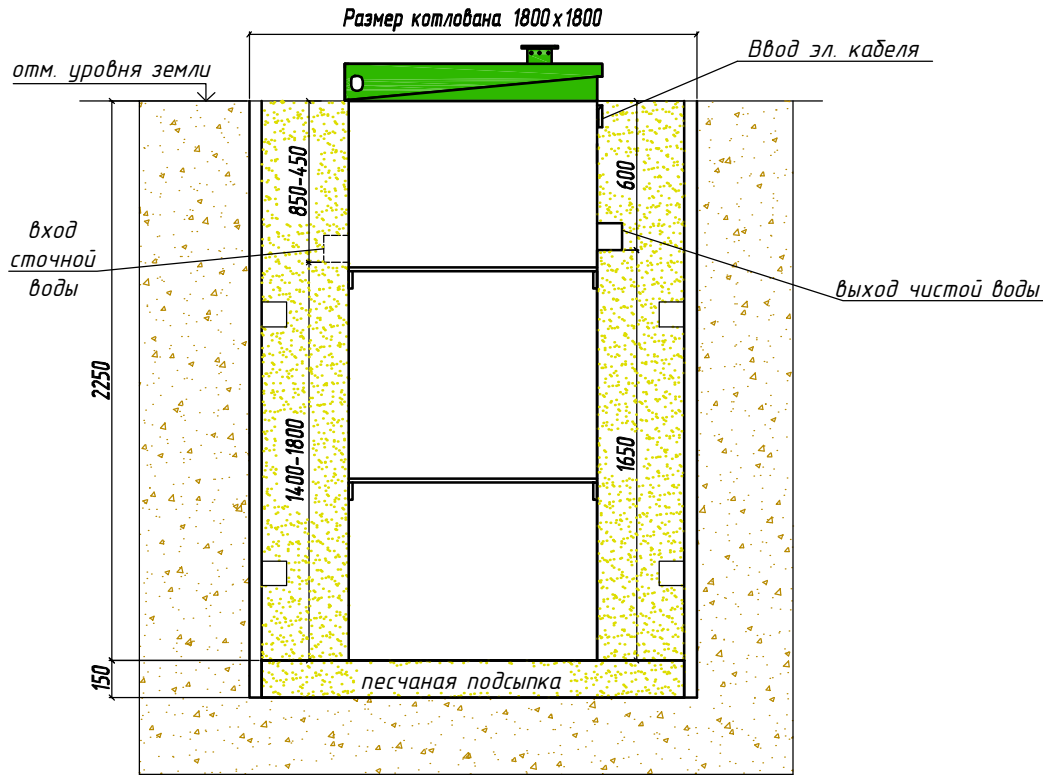 Размер котлована 1800х1800
Ввод эл. кабеля
отм. уровня земли
850-450
600
вход
сточной
воды
выход чистой воды
2250
1400-1800
1650
150
песчаная подсыпка